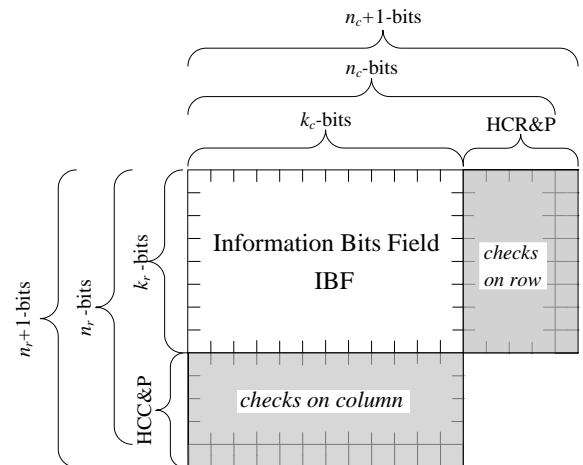 n_c+1-bits
n_c-bits
k_c-bits
HCR&P
n_r+1-bits
n_r-bits
k_r-bits
Information Bits Field
IBF
checks
on row
HCC&P
checks on column